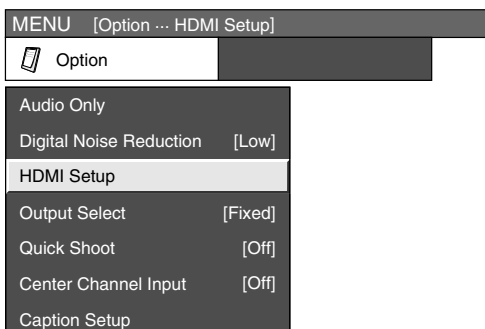 MENU [Option ··· HDMI Setup]
Option
Audio Only
Digital Noise Reduction [Low]
HDMI Setup
Output Select [Fixed]
Quick Shoot [Off]
Center Channel Input [Off]
Caption Setup